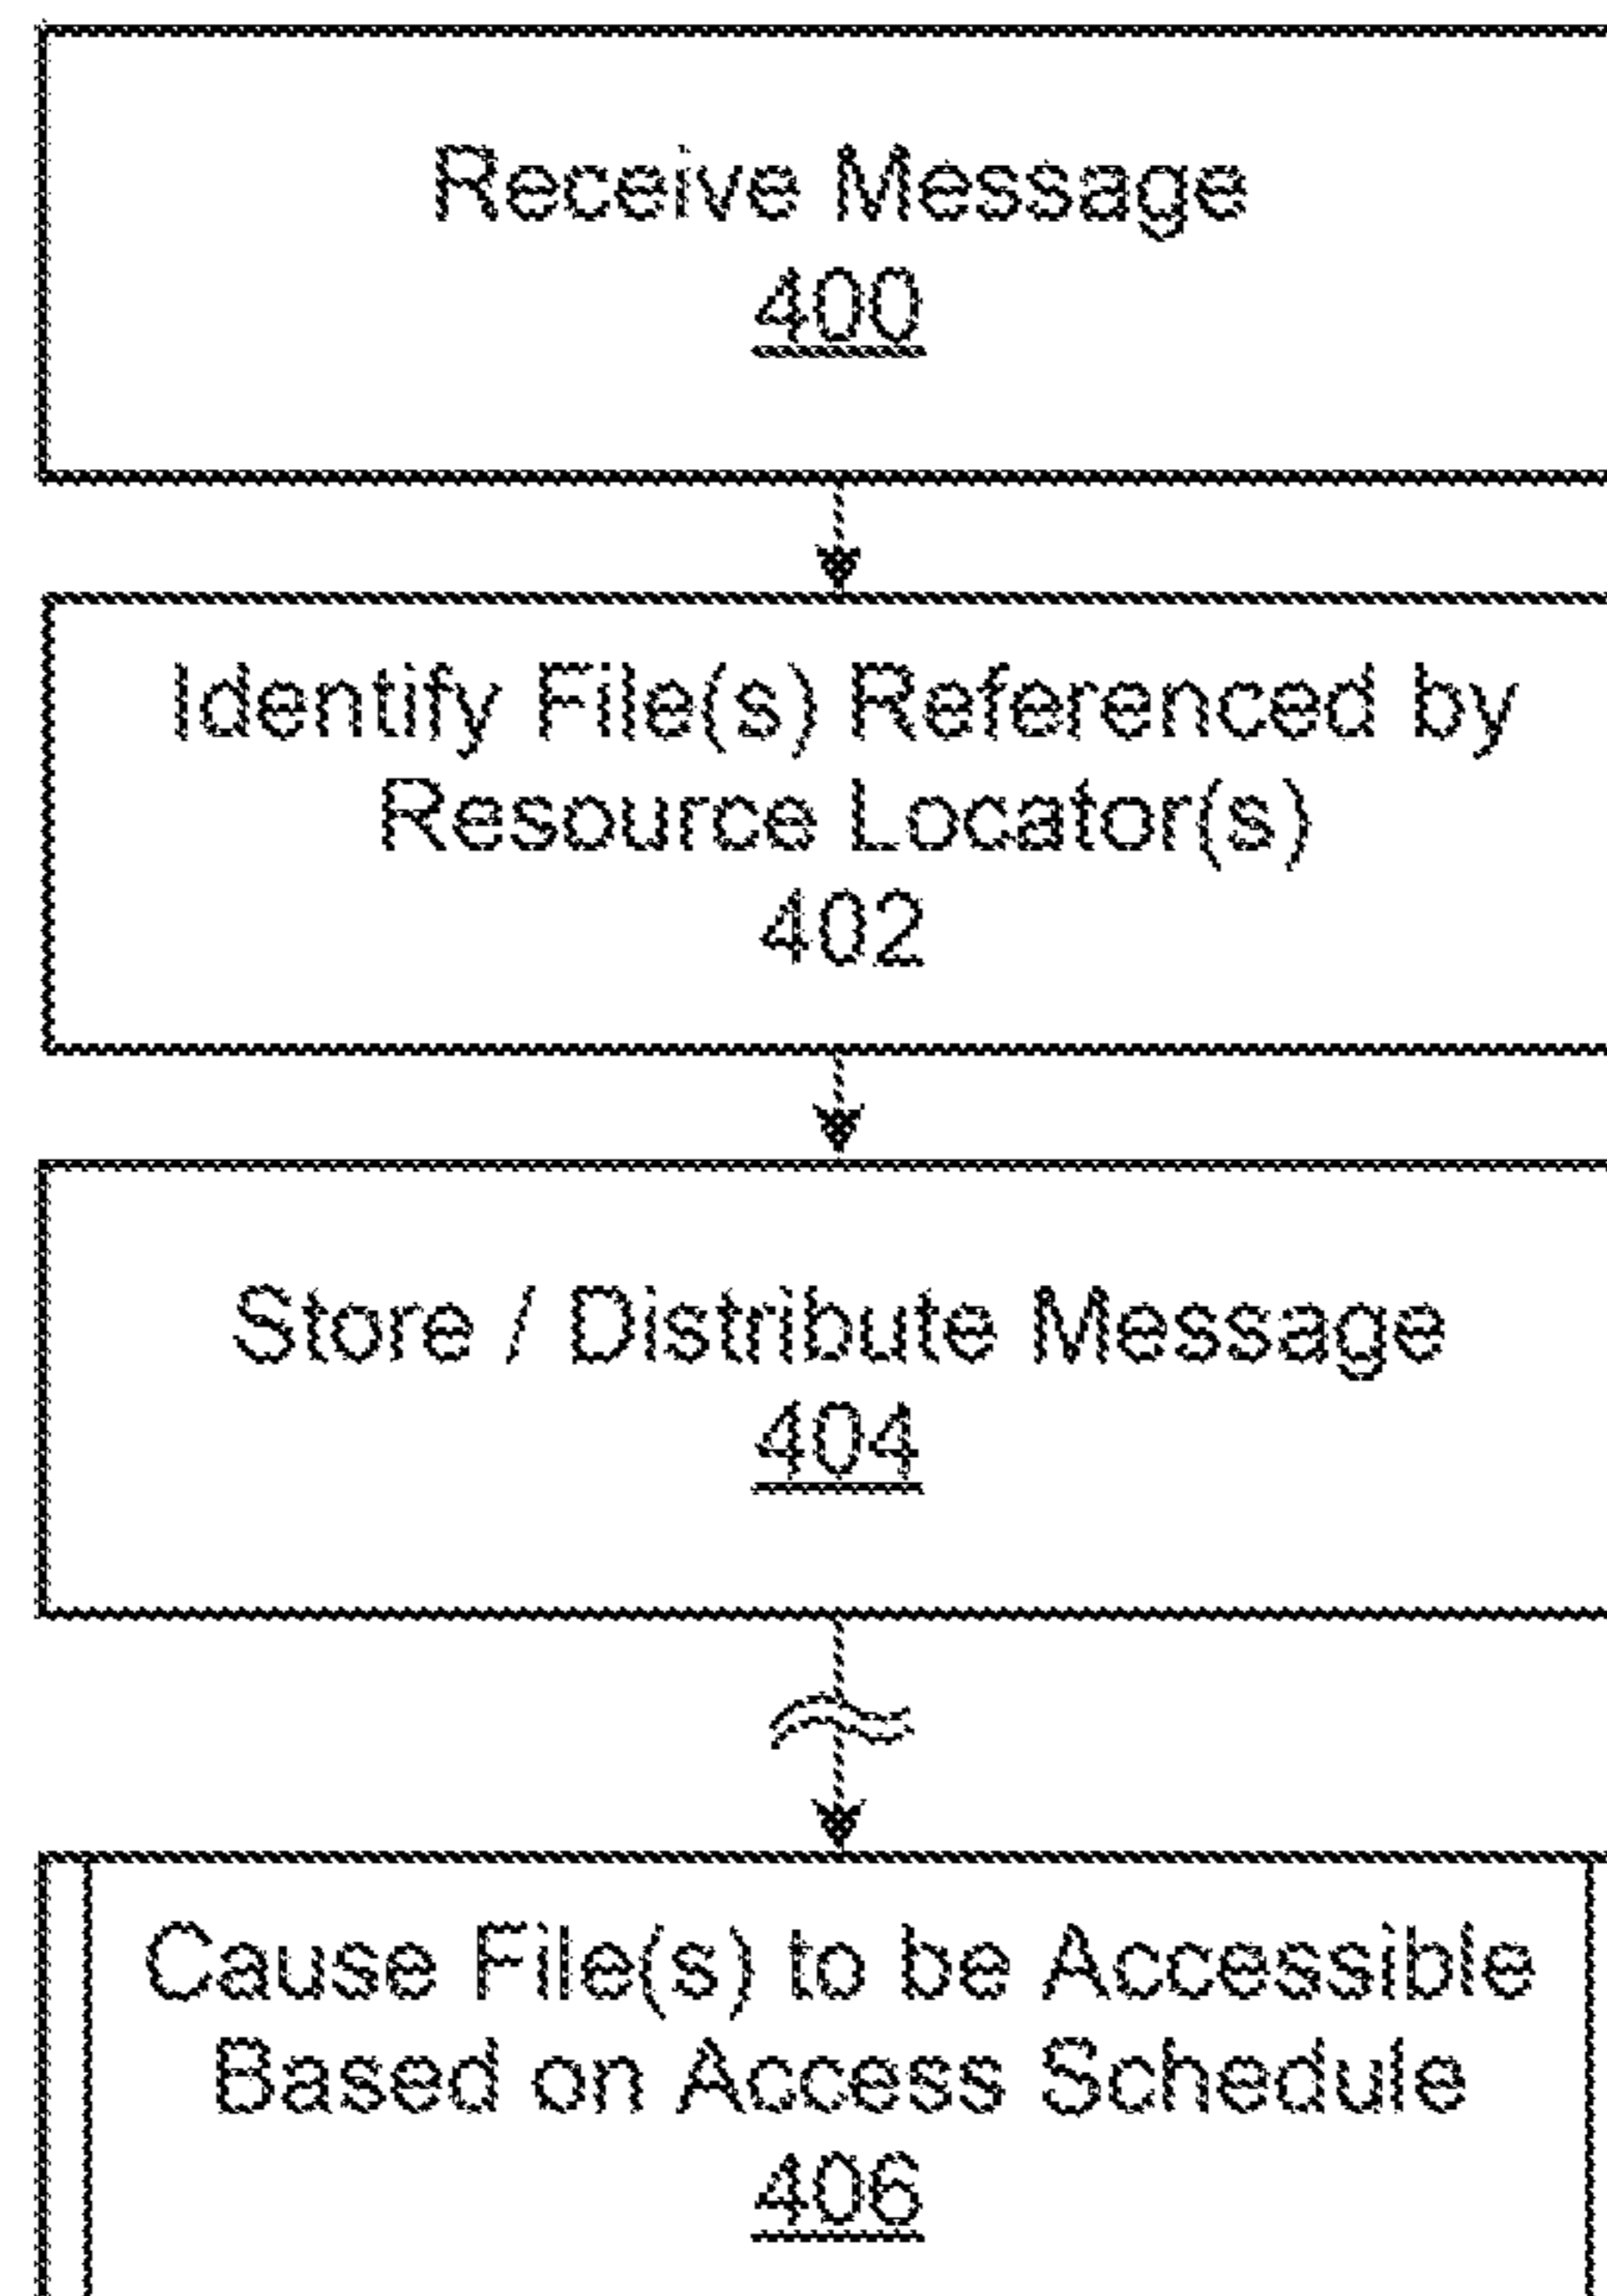 Receive Message
400
Identify File(s) Referenced by
Resource Locator(s)
402
Store / Distribute Message
404
Cause File(s) to be Accessible
Based on Access Schedule
406